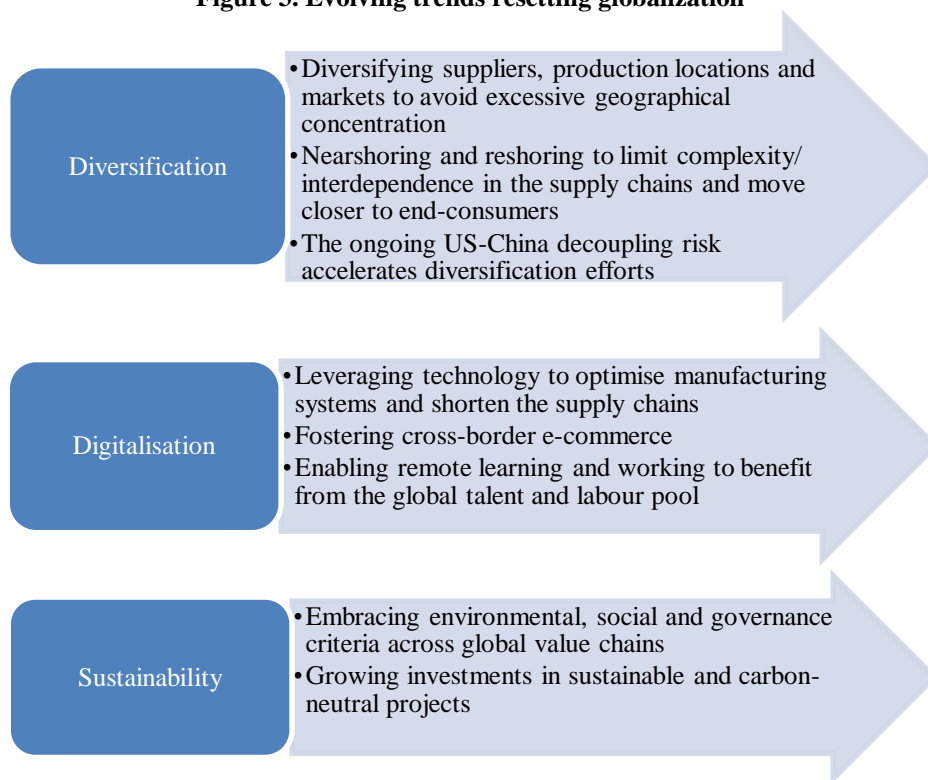 Figure 3. Evolving trends resetting globalization
Diversification
•Diversifying suppliers, production locations and
markets to avoid excessive geographical
concentration
•Nearshoring and reshoring to limit complexity/
interdependence in the supply chains and move
closer to end-consumers
•The ongoing US-China decoupling risk
accelerates diversification efforts
Digitalisation
•Leveraging technology to optimise manufacturing
systems and shorten the supply chains
•Fostering cross-border e-commerce
•Enabling remote learning and working to benefit
from the global talent and labour pool
Sustainability
•Embracing environmental, social and governance
criteria across global value chains
•Growing investments in sustainable and carbon-
neutral projects